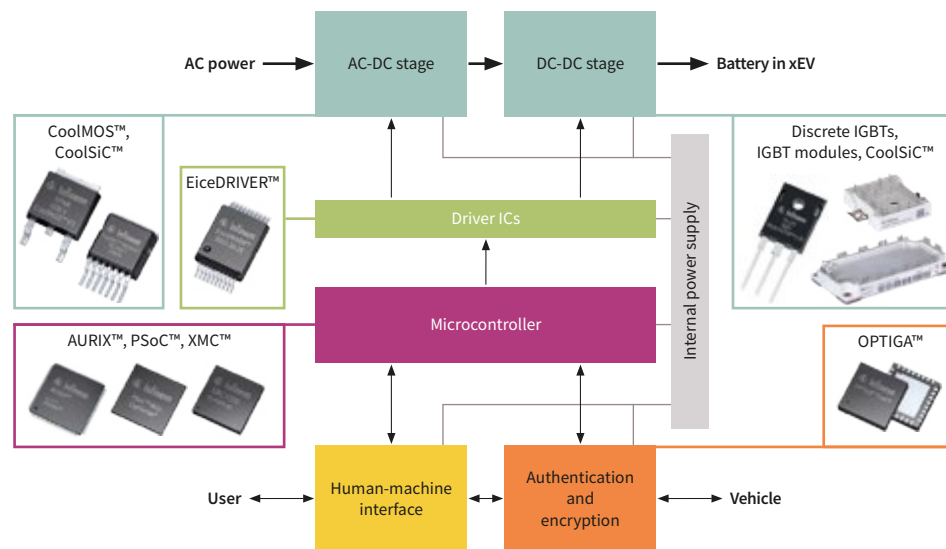 AC power
AC-DC stage
DC-DC stage
Battery in xEV
CoolMOS™,
CoolSiC™
EiceDRIVER™
Discrete IGBTs,
IGBT modules, CoolSiC™
Driver ICs
Internal power supply
Microcontroller
AURIX™, PSoC™, XMC™
OPTIGA™
Human-machine
interface
Authentication
and
encryption
User
Vehicle